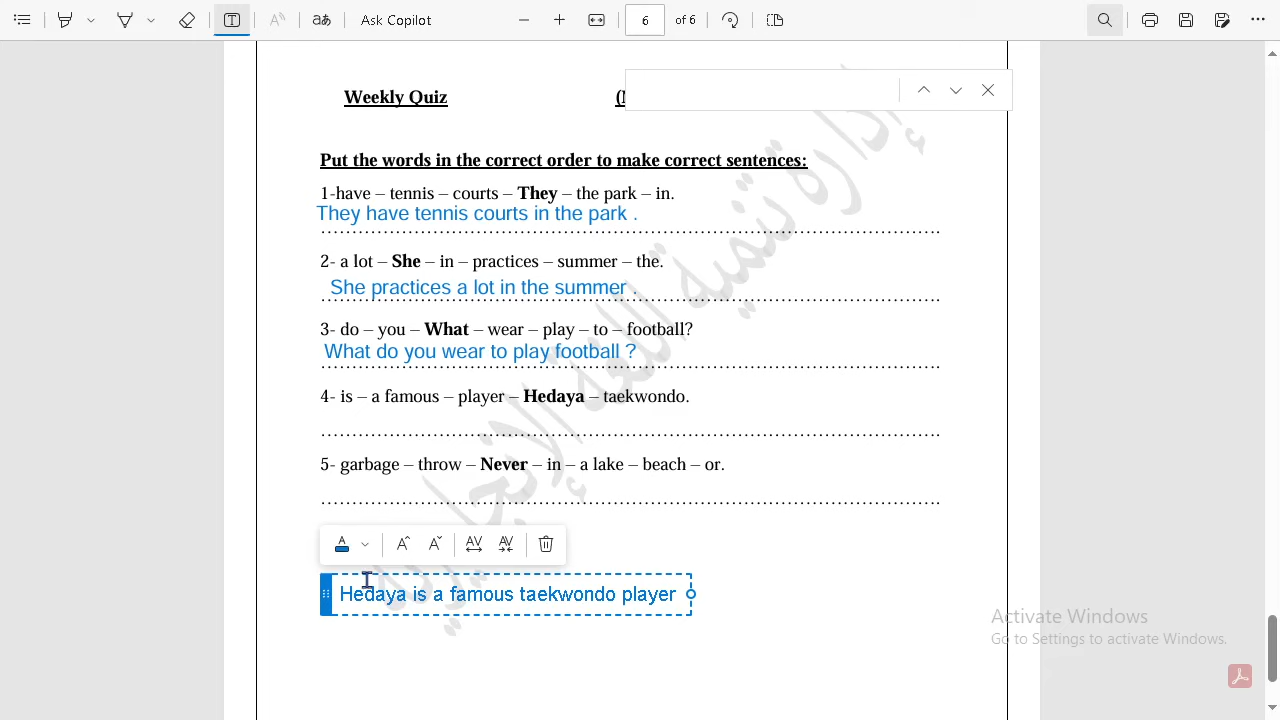 Ask Copilot
6 of 6
Weekly Quiz
Put the words in the correct order to make correct sentences:
1-have – tennis – courts – They – the park – in.
They have tennis courts in the park .
2- a lot – She – in – practices – summer – the.
She practices a lot in the summer .
3- do – you – What – wear – play – to – football?
What do you wear to play football ?
4- is – a famous – player – Hedaya – taekwondo.
5- garbage – throw – Never – in – a lake – beach – or.
Hedaya is a famous taekwondo player
إدارة تنمية اللغة الإنجليزية
Activate Windows
Go to Settings to activate Windows.